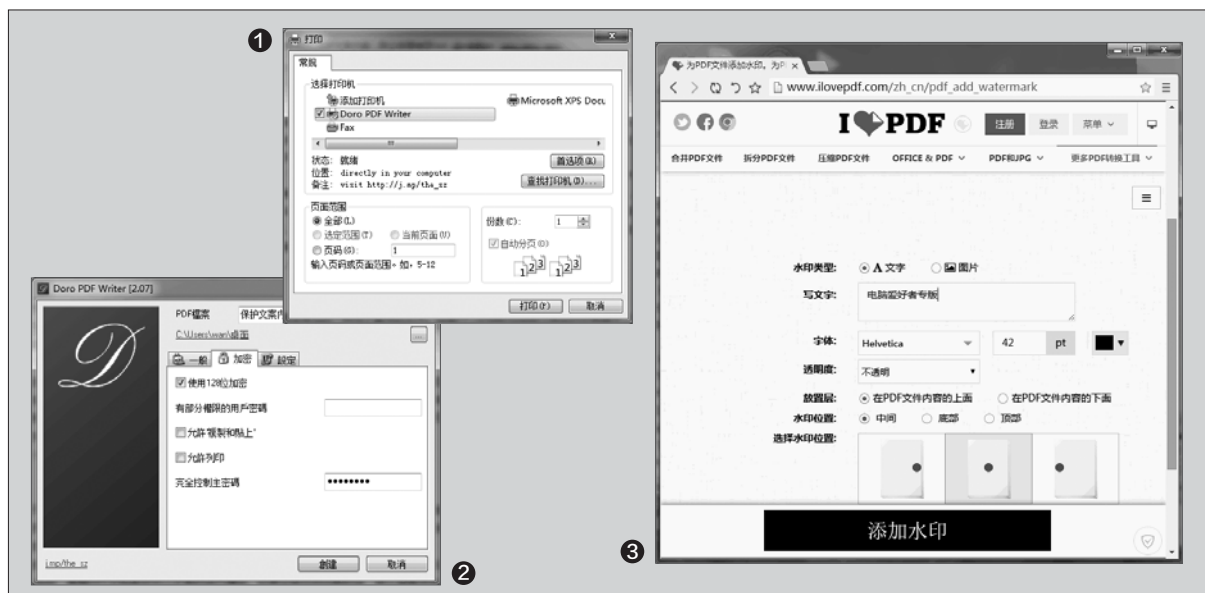 ❶
打印
常规
选择打印机
添加打印机
Microsoft XPS Docu
Doro PDF Writer
Fax
状态: 就绪
首选项(R)
位置: directly in your computer
备注: visit http://j.mp/the_sz
查找打印机(D)...
页面范围
全部(L)
选定范围(T)
当前页面(U)
页码(G):
1
输入页码或页面范围。如，5-12
份数(C):
1
自动分页(O)
1 2 3
1 2 3
打印(P)
取消
❷
Doro PDF Writer [2.07]
PDF檔案
保护文案内
...
一般
加密
設定
使用128位加密
有部分權限的用戶密碼
允許"複製和貼上"
允許列印
完全控制主密碼
••••••••
j.mp/the_sz
創建
取消
❸
为PDF文件添加水印，为P
www.ilovepdf.com/zh_cn/pdf_add_watermark
I PDF
注册
登录
菜单
合并PDF文件
拆分PDF文件
压缩PDF文件
OFFICE & PDF
PDF和JPG
更多PDF转换工具
水印类型:
A 文字
图片
写文字:
电脑爱好者专版
字体:
Helvetica
42
pt
透明度:
不透明
放置层:
在PDF文件内容的上面
在PDF文件内容的下面
水印位置:
中间
底部
顶部
选择水印位置:
添加水印